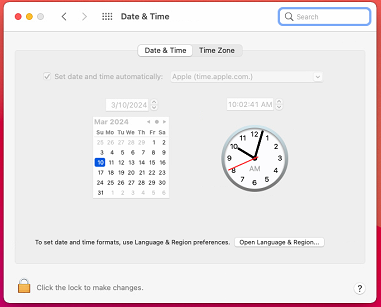 Date & Time
Search
Date & Time Time Zone
Set date and time automatically: Apple (time.apple.com.)
3/10/2024 10:02:41 AM
Mar 2024
Su Mo Tu We Th Fr Sa
25 26 27 28 29 1 2
3 4 5 6 7 8 9
10 11 12 13 14 15 16
17 18 19 20 21 22 23
24 25 26 27 28 29 30
31 1 2 3 4 5 6
12
11 1
10 2
9 3
8 4
7 5
6
AM
To set date and time formats, use Language & Region preferences. Open Language & Region...
Click the lock to make changes. ?